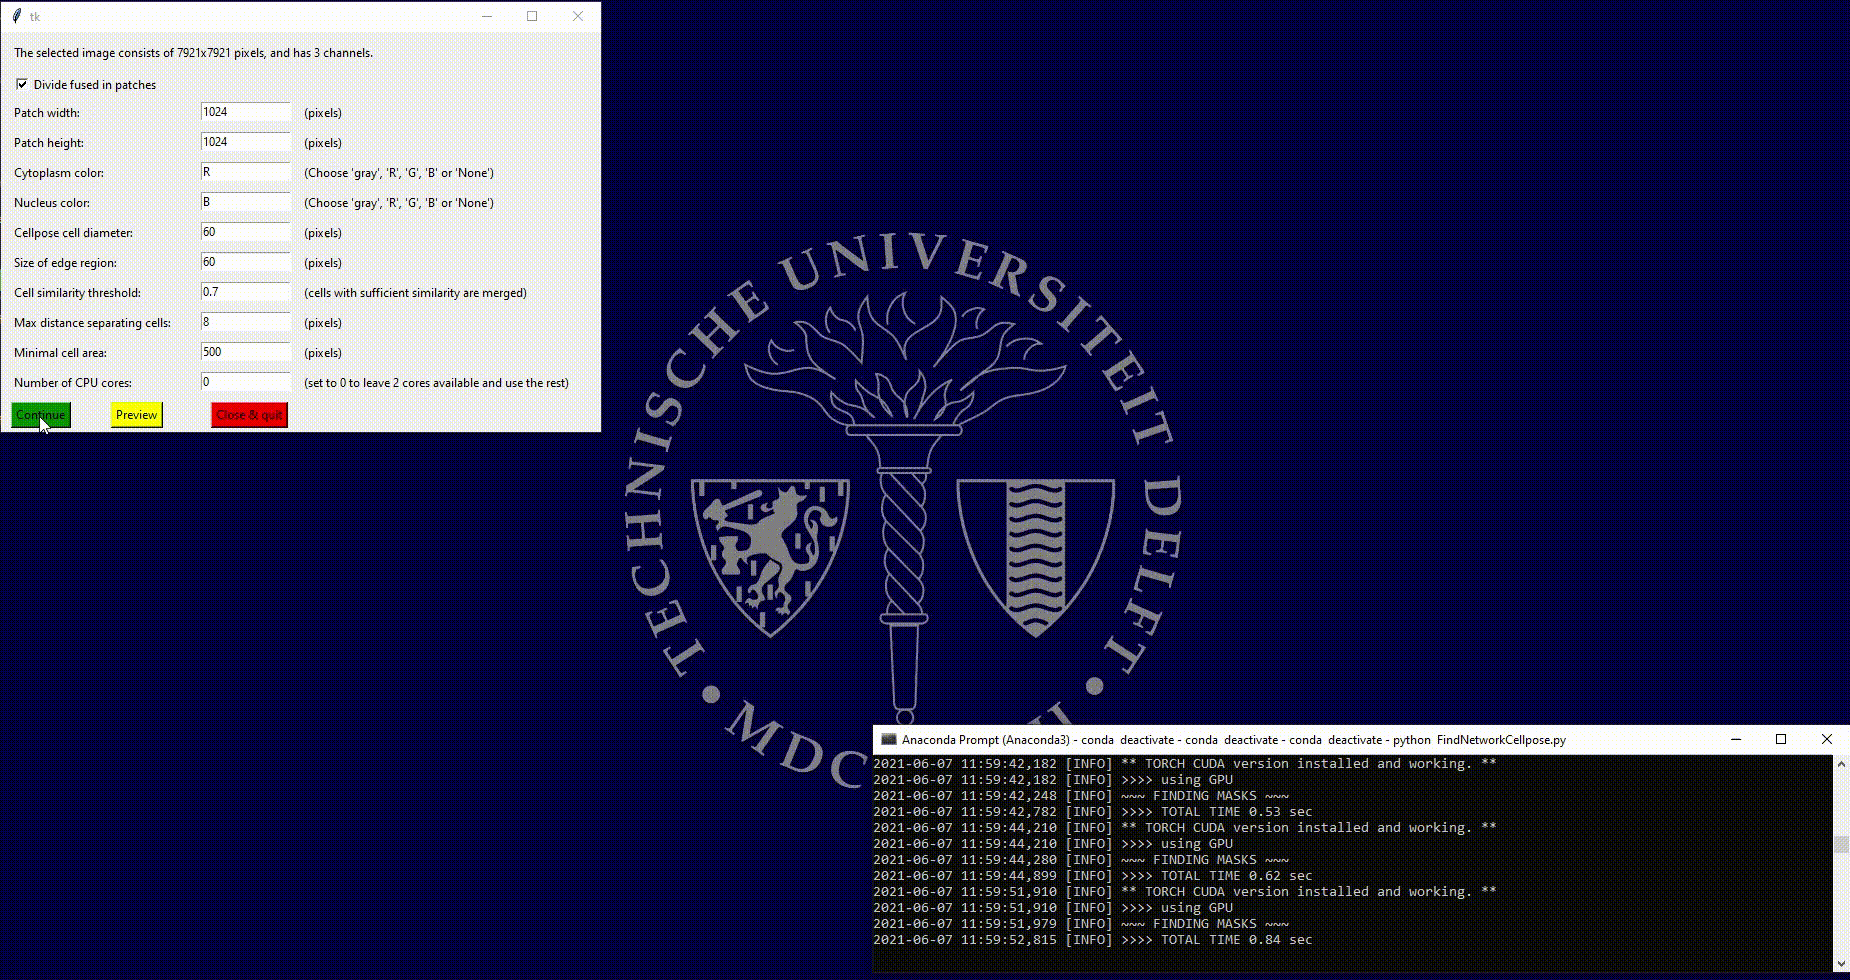 tk
The selected image consists of 7921x7921 pixels, and has 3 channels.
Divide fused in patches
Patch width: 1024 (pixels)
Patch height: 1024 (pixels)
Cytoplasm color: R (Choose 'gray', 'R', 'G', 'B' or 'None')
Nucleus color: B (Choose 'gray', 'R', 'G', 'B' or 'None')
Cellpose cell diameter: 60 (pixels)
Size of edge region: 60 (pixels)
Cell similarity threshold: 0.7 (cells with sufficient similarity are merged)
Max distance separating cells: 8 (pixels)
Minimal cell area: 500 (pixels)
Number of CPU cores: 0 (set to 0 to leave 2 cores available and use the rest)
Continue Preview Close & quit
TECHNISCHE UNIVERSITEIT DELFT
MDC
Anaconda Prompt (Anaconda3) - conda deactivate - conda deactivate - conda deactivate - python FindNetworkCellpose.py
2021-06-07 11:59:42,182 [INFO] ** TORCH CUDA version installed and working. **
2021-06-07 11:59:42,182 [INFO] >>>> using GPU
2021-06-07 11:59:42,248 [INFO] ~~~ FINDING MASKS ~~~
2021-06-07 11:59:42,782 [INFO] >>>> TOTAL TIME 0.53 sec
2021-06-07 11:59:44,210 [INFO] ** TORCH CUDA version installed and working. **
2021-06-07 11:59:44,210 [INFO] >>>> using GPU
2021-06-07 11:59:44,280 [INFO] ~~~ FINDING MASKS ~~~
2021-06-07 11:59:44,899 [INFO] >>>> TOTAL TIME 0.62 sec
2021-06-07 11:59:51,910 [INFO] ** TORCH CUDA version installed and working. **
2021-06-07 11:59:51,910 [INFO] >>>> using GPU
2021-06-07 11:59:51,979 [INFO] ~~~ FINDING MASKS ~~~
2021-06-07 11:59:52,815 [INFO] >>>> TOTAL TIME 0.84 sec